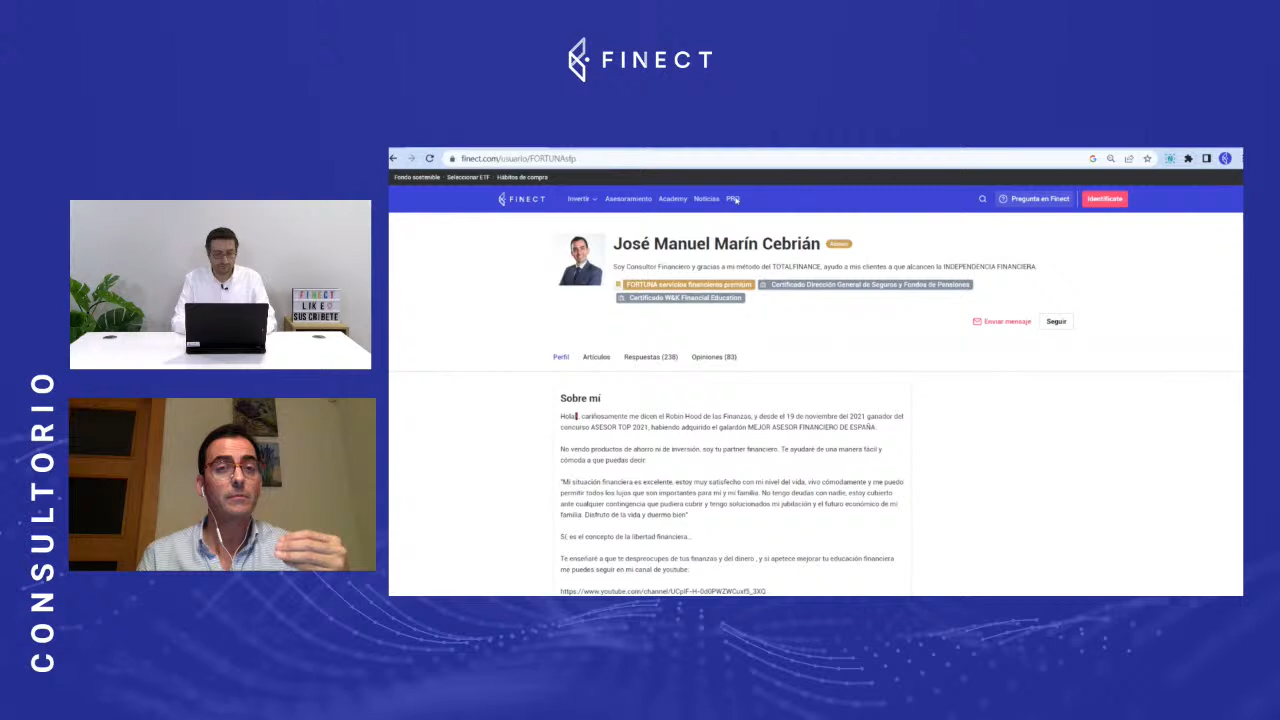 FINECT
finect.com/usuario/FORTUNAsfp
Fondo sostenible · Seleccionar ETF · Hábitos de compra
FINECT Invertir Asesoramiento Academy Noticias PRO Pregunta en Finect Identifícate
José Manuel Marín Cebrián Asesor
Soy Consultor Financiero y gracias a mi método del TOTALFINANCE, ayudo a mis clientes a que alcancen la INDEPENDENCIA FINANCIERA.
FORTUNA servicios financieros premium Certificado Dirección General de Seguros y Fondos de Pensiones
Certificado W&K Financial Education
Enviar mensaje Seguir
Perfil Artículos Respuestas (238) Opiniones (83)
Sobre mí
Hola, cariñosamente me dicen el Robin Hood de las Finanzas, y desde el 19 de noviembre del 2021 ganador del
concurso ASESOR TOP 2021, habiendo adquirido el galardón MEJOR ASESOR FINANCIERO DE ESPAÑA.
No vendo productos de ahorro ni de inversión, soy tu partner financiero. Te ayudaré de una manera fácil y
cómoda a que puedas decir:
"Mi situación financiera es excelente, estoy muy satisfecho con mi nivel del vida, vivo cómodamente y me puedo
permitir todos los lujos que son importantes para mí y mi familia. No tengo deudas con nadie, estoy cubierto
ante cualquier contingencia que pudiera cubrir y tengo solucionados mi jubilación y el futuro económico de mi
familia. Disfruto de la vida y duermo bien"
Sí, es el concepto de la libertad financiera..
Te enseñaré a que te despreocupes de tus finanzas y del dinero , y si apetece mejorar tu educación financiera
me puedes seguir en mi canal de youtube:
FINECT
LIKE
SUSCRIBETE
CONSULTORIO